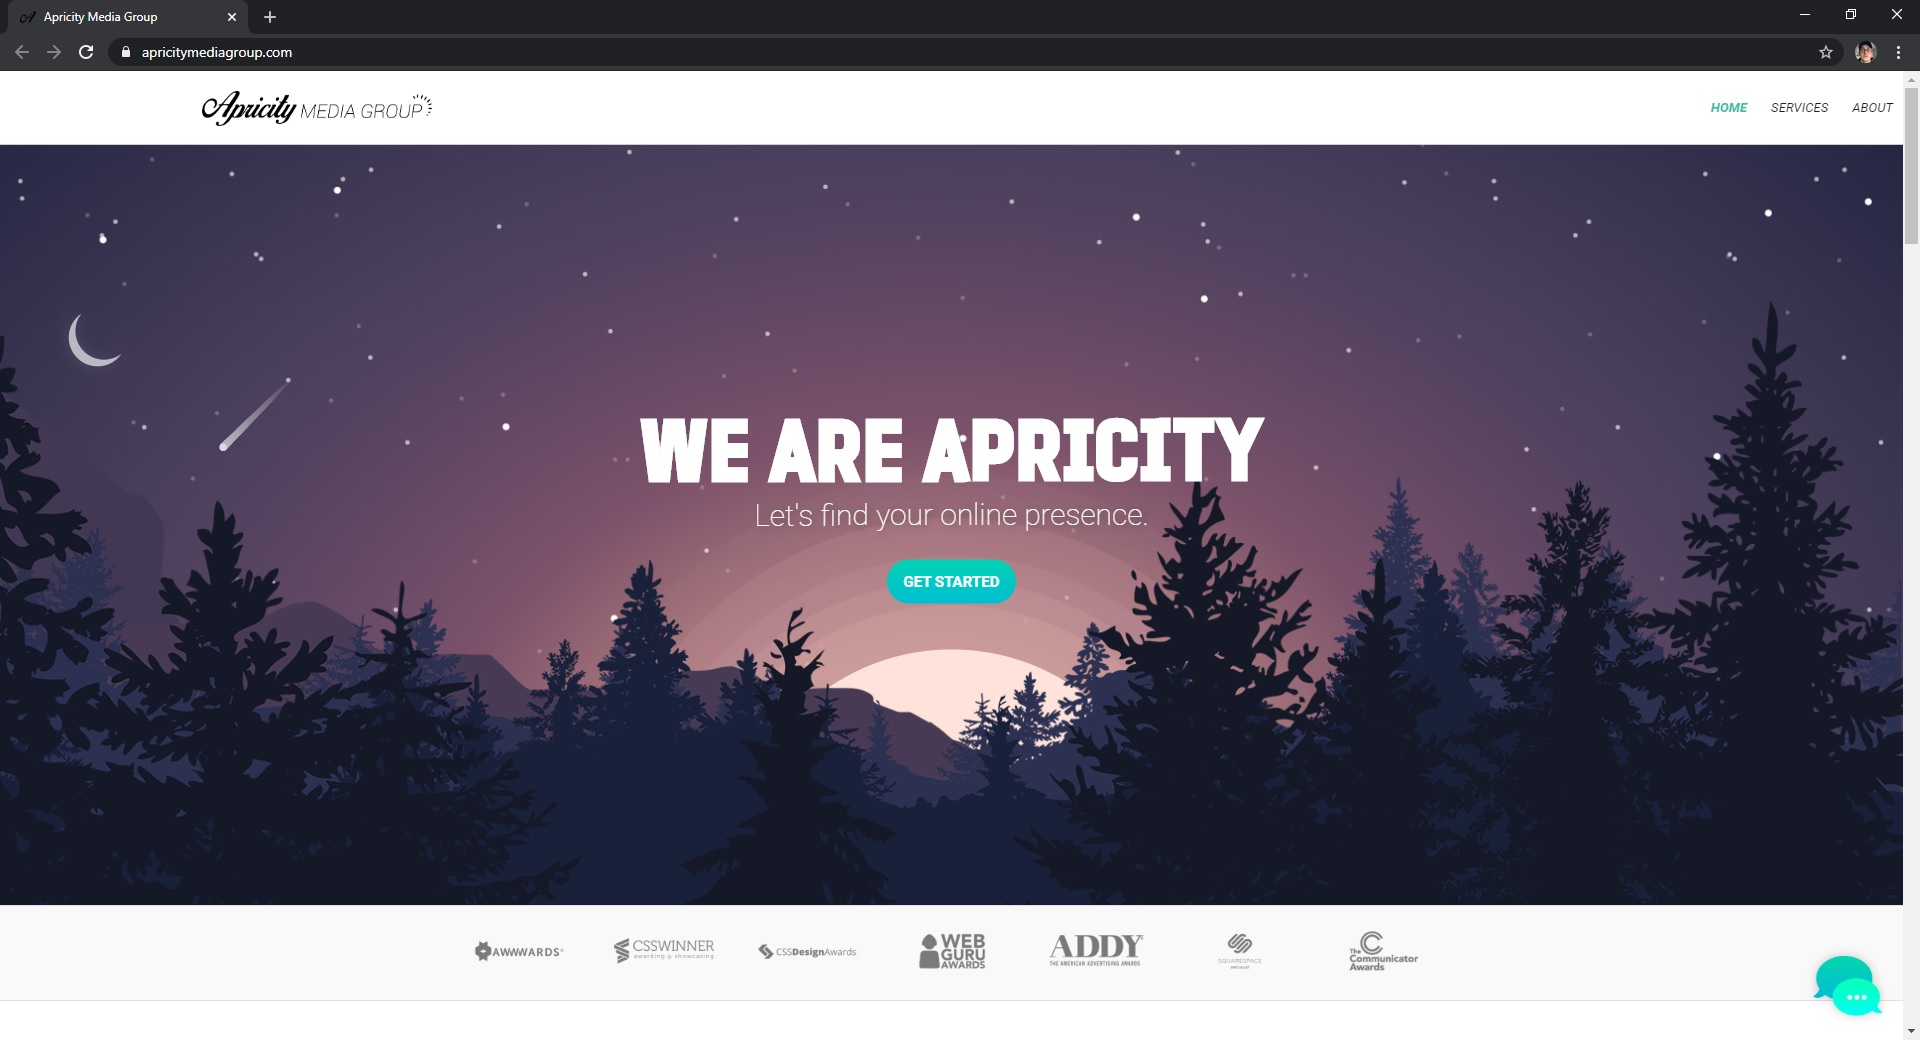 Apricity Media Group
apricitymediagroup.com
Apricity MEDIA GROUP
HOME SERVICES ABOUT
WE ARE APRICITY
Let's find your online presence.
GET STARTED
AWWWARDS®
CSSWINNER
awarding & showcasing
CSSDesignAwards
WEB
GURU
AWARDS
ADDY
THE AMERICAN ADVERTISING AWARDS
SQUARESPACE
SPECIALIST
The Communicator
Awards